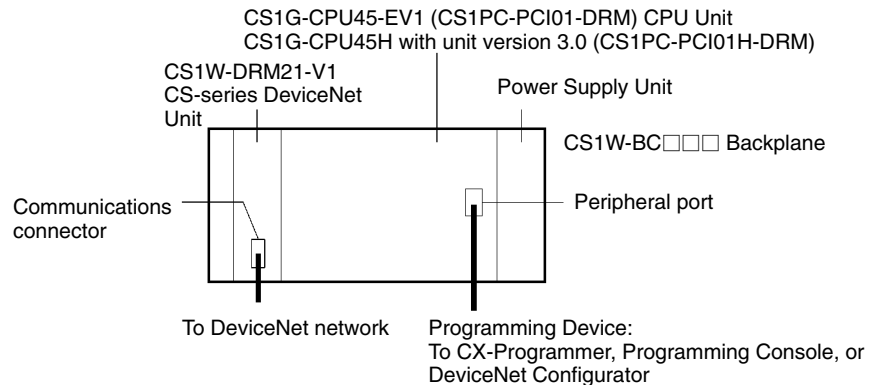 CS1G-CPU45-EV1 (CS1PC-PCI01-DRM) CPU Unit
CS1G-CPU45H with unit version 3.0 (CS1PC-PCI01H-DRM)
CS1W-DRM21-V1
CS-series DeviceNet
Unit
Power Supply Unit
CS1W-BC□□□ Backplane
Communications
connector
Peripheral port
To DeviceNet network
Programming Device:
To CX-Programmer, Programming Console, or
DeviceNet Configurator